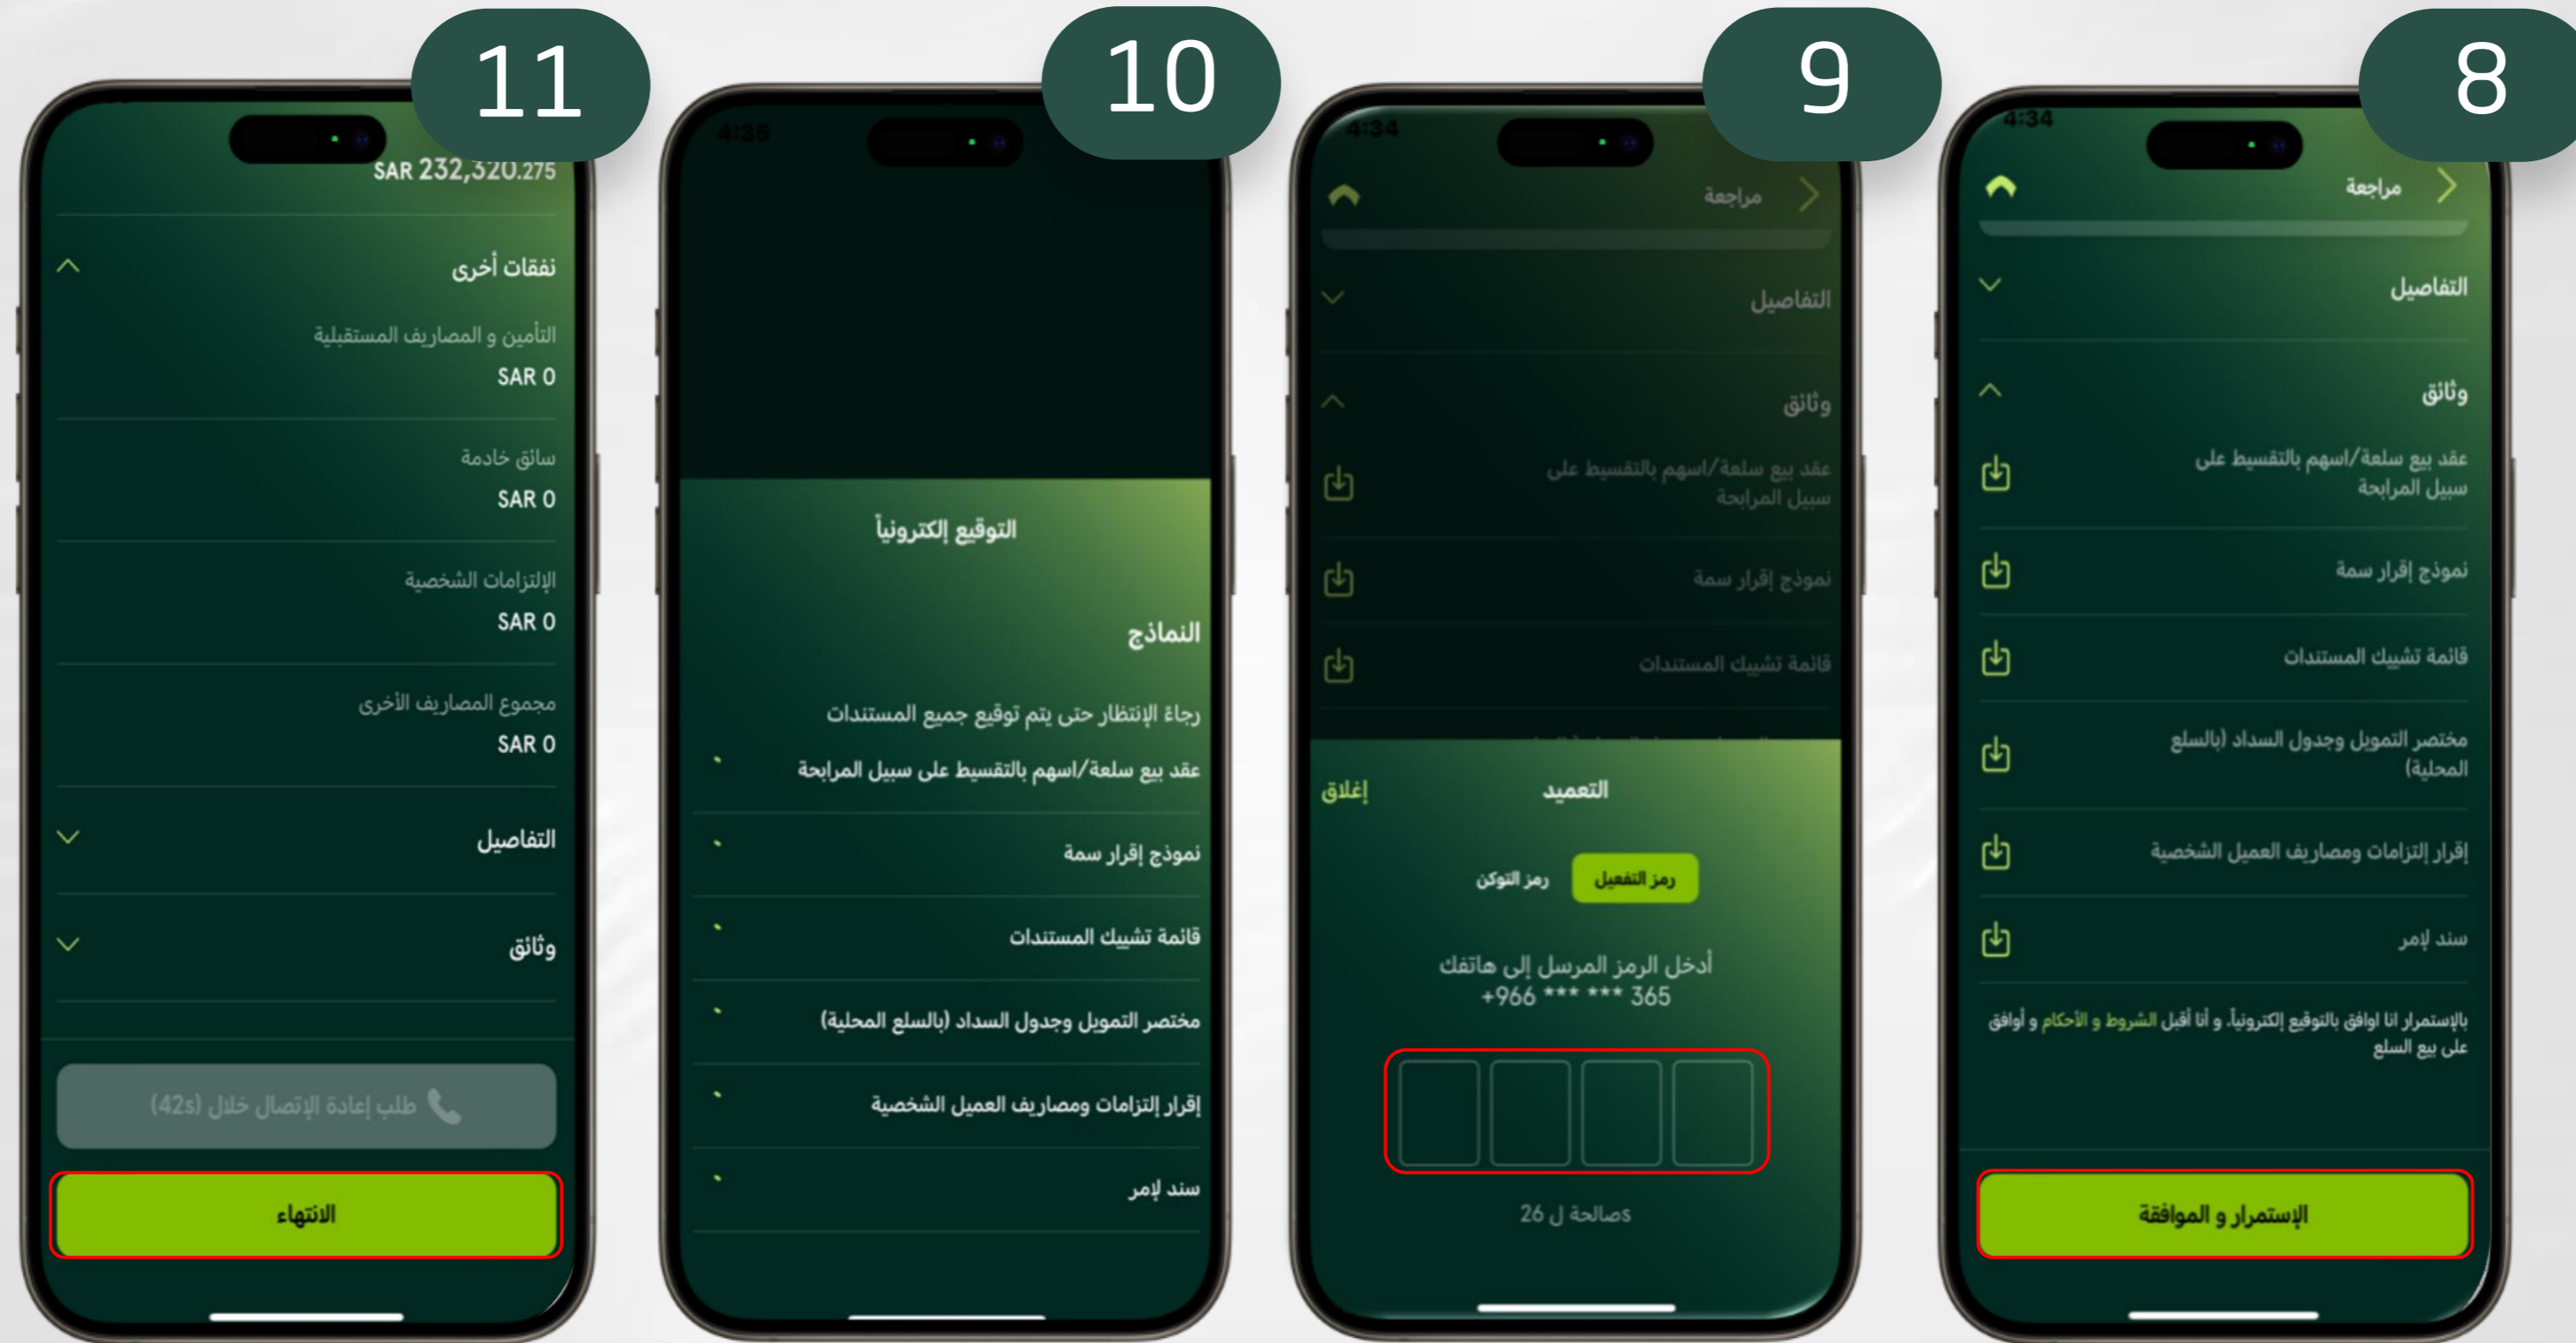 8
4:34
مراجعة
التفاصيل
وثائق
عقد بيع سلعة/اسهم بالتقسيط على
سبيل المرابحة
نموذج إقرار سمة
قائمة تشييك المستندات
مختصر التمويل وجدول السداد (بالسلع
المحلية)
إقرار إلتزامات ومصاريف العميل الشخصية
سند لإمر
بالإستمرار انا اوافق بالتوقيع إلكترونياً. و أنا أقبل الشروط و الأحكام و أوافق
على بيع السلع
الإستمرار و الموافقة
9
4:34
مراجعة
التفاصيل
وثائق
عقد بيع سلعة/اسهم بالتقسيط على
سبيل المرابحة
نموذج إقرار سمة
قائمة تشييك المستندات
التعميد
إغلاق
رمز التفعيل
رمز التوكن
أدخل الرمز المرسل إلى هاتفك
+966 *** *** 365
صالحة ل 26s
10
4:35
التوقيع إلكترونياً
النماذج
رجاءً الإنتظار حتى يتم توقيع جميع المستندات
عقد بيع سلعة/اسهم بالتقسيط على سبيل المرابحة
نموذج إقرار سمة
قائمة تشييك المستندات
مختصر التمويل وجدول السداد (بالسلع المحلية)
إقرار إلتزامات ومصاريف العميل الشخصية
سند لإمر
11
SAR 232,320.275
نفقات أخرى
التأمين و المصاريف المستقبلية
SAR 0
سائق خادمة
SAR 0
الإلتزامات الشخصية
SAR 0
مجموع المصاريف الأخرى
SAR 0
التفاصيل
وثائق
طلب إعادة الإتصال خلال (42s)
الانتهاء